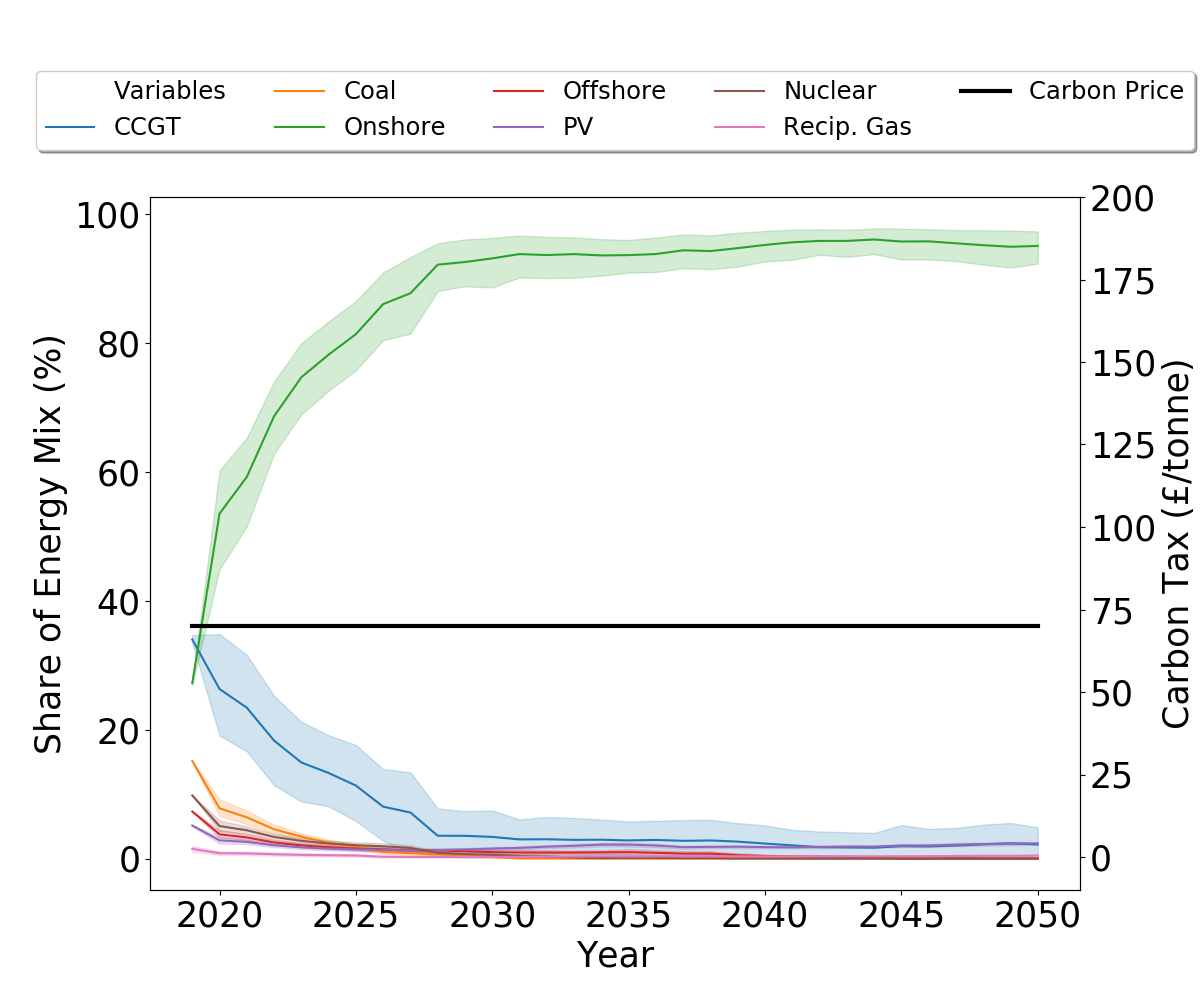 Variables Coal Offshore Nuclear Carbon Price
CCGT Onshore PV Recip. Gas
100
80
60
40
20
0
Share of Energy Mix (%)
200
175
150
125
100
75
50
25
0
Carbon Tax (£/tonne)
2020 2025 2030 2035 2040 2045 2050
Year